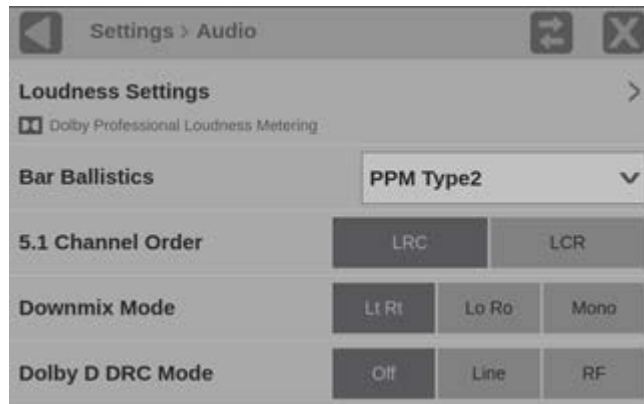 Settings > Audio
Loudness Settings >
Dolby Professional Loudness Metering
Bar Ballistics PPM Type2
5.1 Channel Order LRC LCR
Downmix Mode Lt Rt Lo Ro Mono
Dolby D DRC Mode Off Line RF